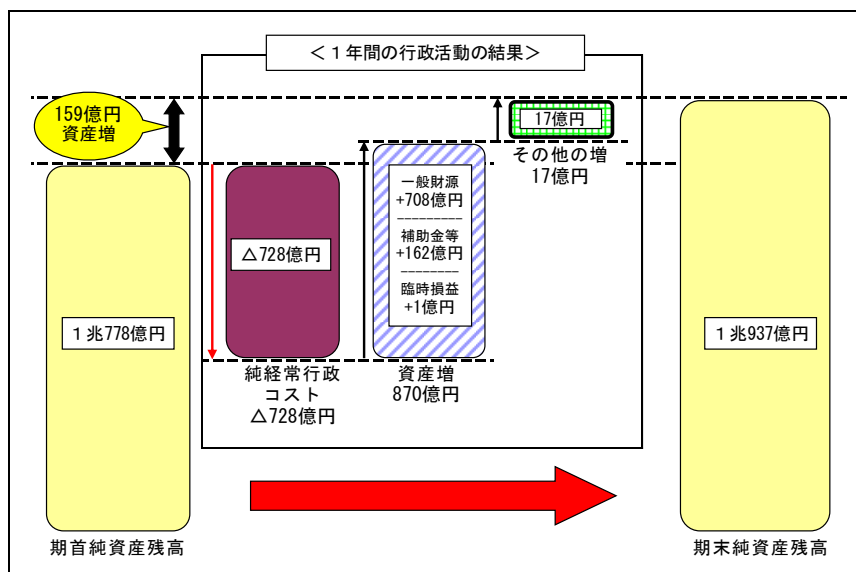 ＜１年間の行政活動の結果＞
159億円
資産増
17億円
その他の増
17億円
一般財源
+708億円
---------
補助金等
+162億円
--------
臨時損益
+1億円
△728億円
１兆778億円
１兆937億円
純経常行政
コスト
△728億円
資産増
870億円
期首純資産残高
期末純資産残高